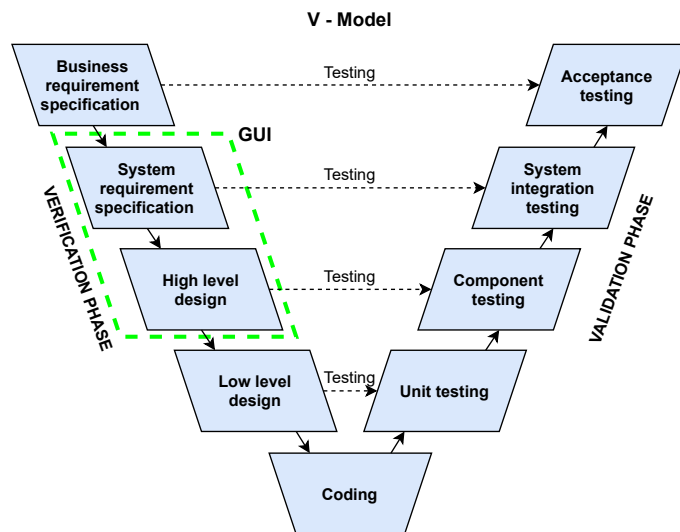 V - Model
Business
requirement
specification
Testing
Acceptance
testing
GUI
System
requirement
specification
Testing
System
integration
testing
VERIFICATION PHASE
VALIDATION PHASE
High level
design
Testing
Component
testing
Low level
design
Testing
Unit testing
Coding